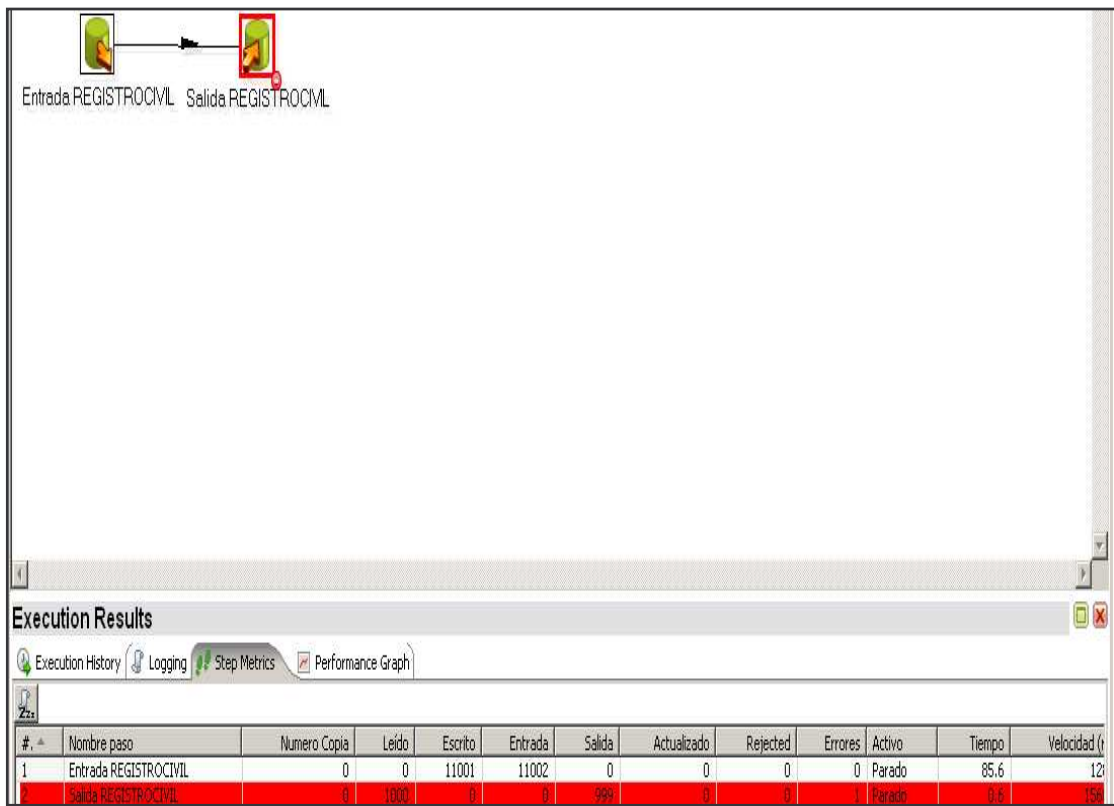 Entrada REGISTROCIVIL Salida REGISTROCIVIL
Execution Results
Execution History Logging Step Metrics Performance Graph
#. Nombre paso Numero Copia Leído Escrito Entrada Salida Actualizado Rejected Errores Activo Tiempo Velocidad (r
1 Entrada REGISTROCIVIL 0 0 11001 11002 0 0 0 0 Parado 85.6
2 Salida REGISTROCIVIL 0 1000 0 0 999 0 0 1 Parado 0.6